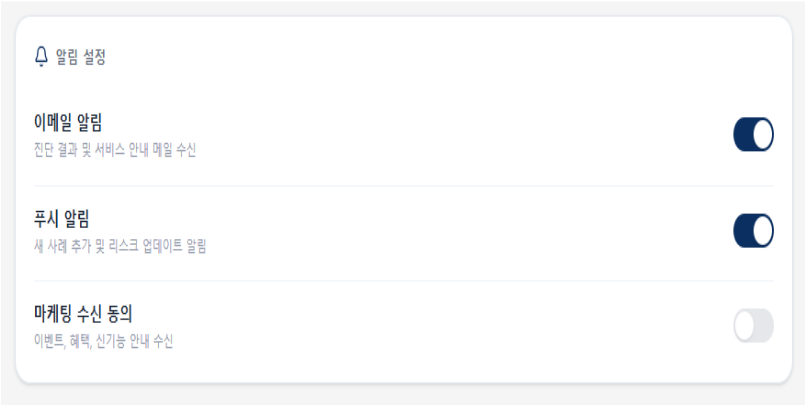 알림 설정
이메일 알림
진단 결과 및 서비스 안내 메일 수신
푸시 알림
새 사례 추가 및 리스크 업데이트 알림
마케팅 수신 동의
이벤트, 혜택, 신기능 안내 수신